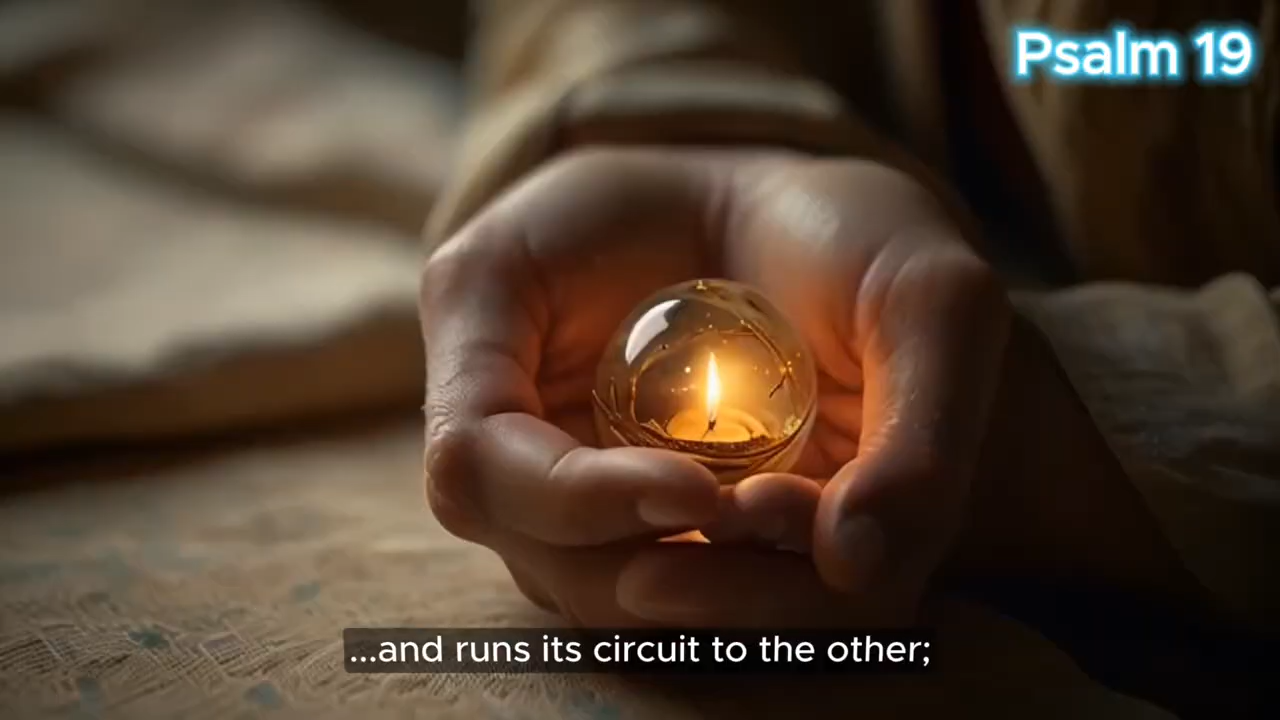 Psalm 19
...and runs its circuit to the other;